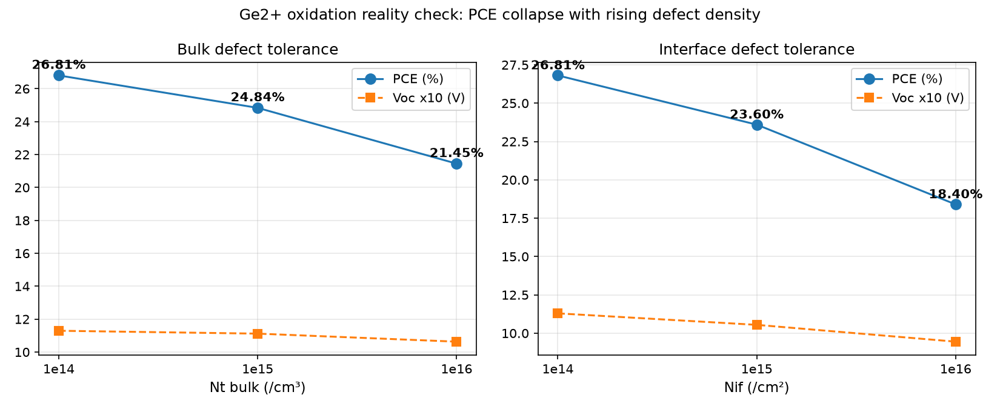 Ge2+ oxidation reality check: PCE collapse with rising defect density
Bulk defect tolerance
26.81%
24.84%
21.45%
PCE (%)
Voc x10 (V)
26
24
22
20
18
16
14
12
10
1e14
1e15
1e16
Nt bulk (/cm³)
Interface defect tolerance
26.81%
23.60%
18.40%
PCE (%)
Voc x10 (V)
27.5
25.0
22.5
20.0
17.5
15.0
12.5
10.0
1e14
1e15
1e16
Nif (/cm²)